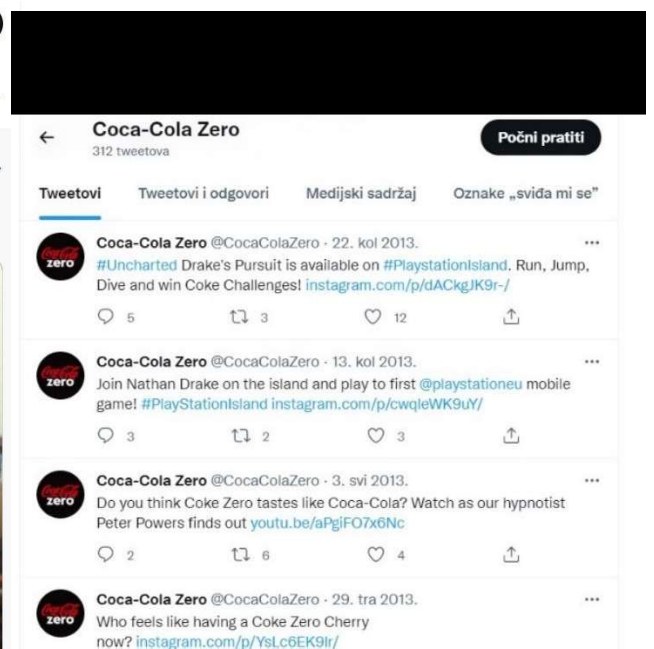 Coca-Cola Zero
312 tweetova
Počni pratiti
Tweetovi Tweetovi i odgovori Medijski sadržaj Oznake „sviđa mi se”
Coca-Cola Zero @CocaColaZero · 22. kol 2013.
#Uncharted Drake's Pursuit is available on #PlaystationIsland. Run, Jump,
Dive and win Coke Challenges! instagram.com/p/dACkgJK9r-/
5 3 12
Coca-Cola Zero @CocaColaZero · 13. kol 2013.
Join Nathan Drake on the island and play to first @playstationeu mobile
game! #PlayStationIsland instagram.com/p/cwqleWK9uY/
3 2 3
Coca-Cola Zero @CocaColaZero · 3. svi 2013.
Do you think Coke Zero tastes like Coca-Cola? Watch as our hypnotist
Peter Powers finds out youtu.be/aPgiFO7x6Nc
2 6 4
Coca-Cola Zero @CocaColaZero · 29. tra 2013.
Who feels like having a Coke Zero Cherry
now? instagram.com/p/YsLc6EK9Ir/